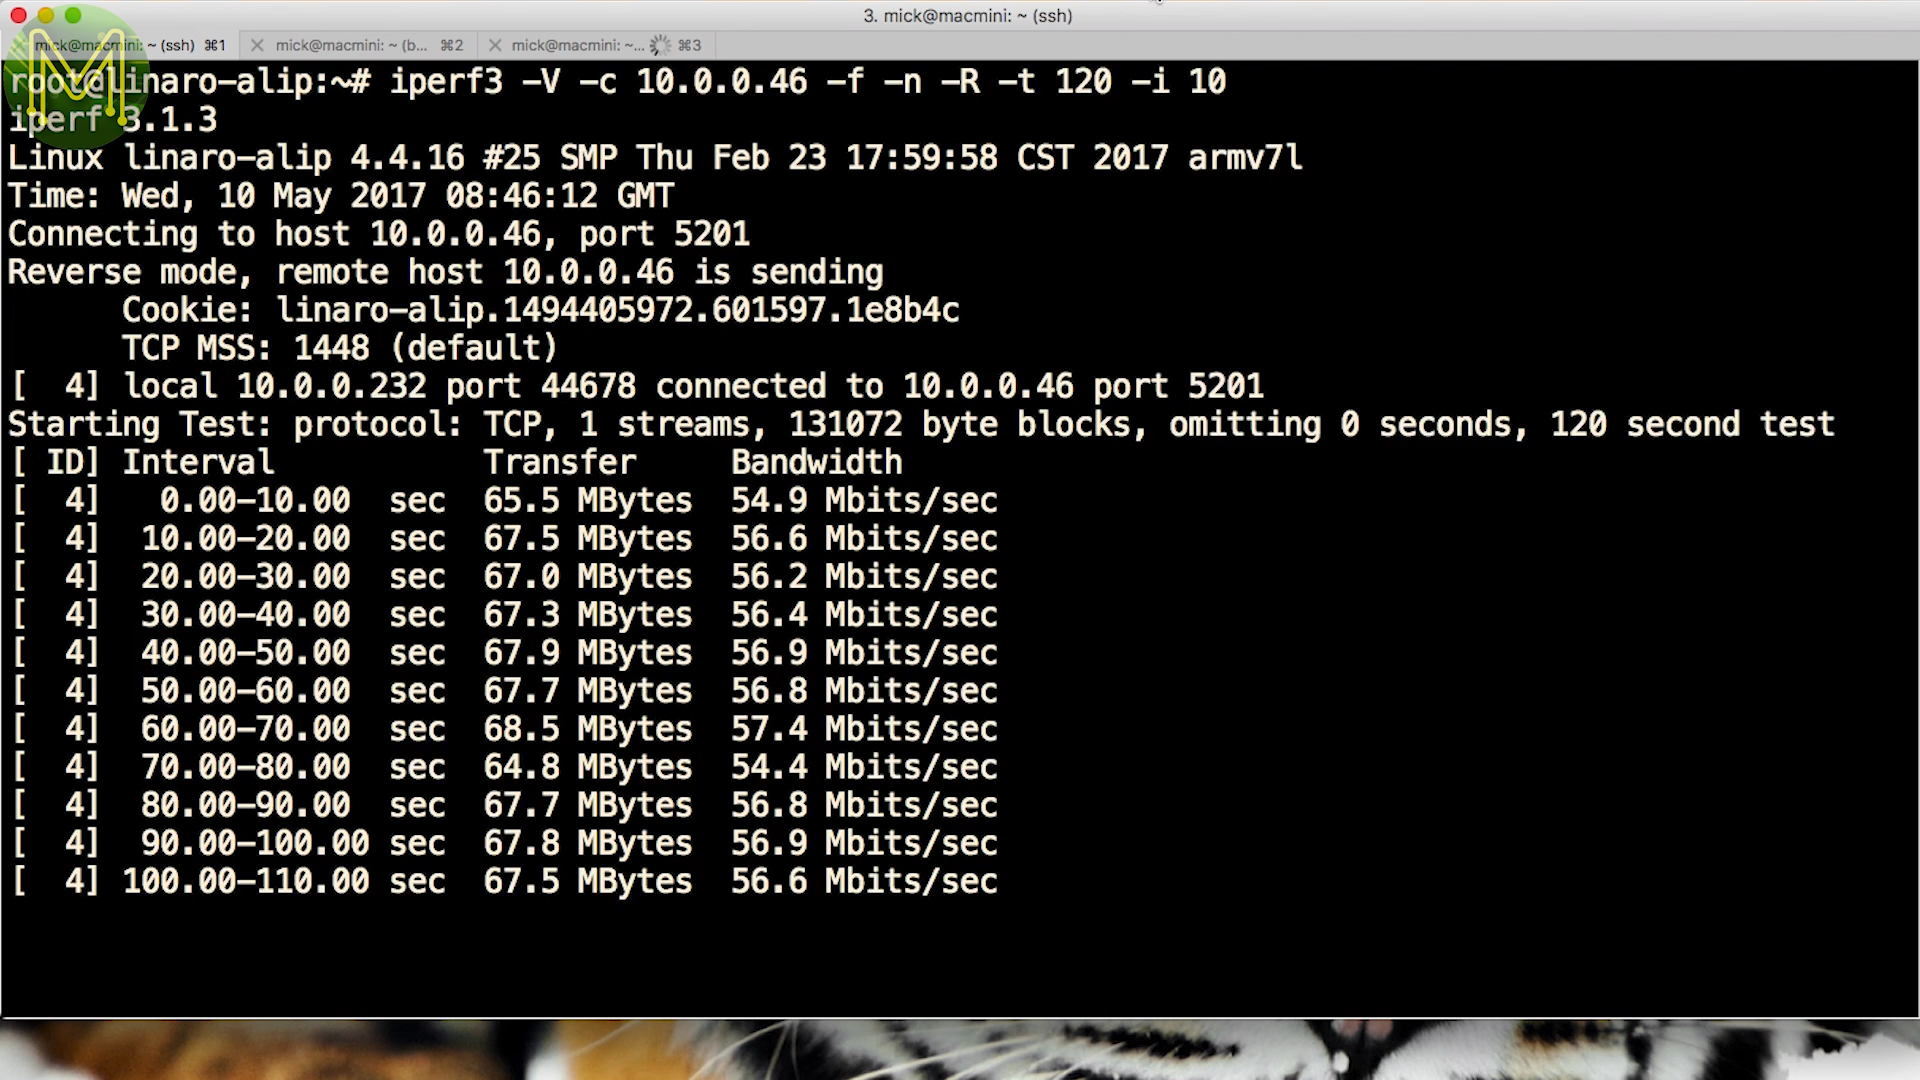 3. mick@macmini: ~ (ssh)
mick@macmini: ~ (ssh) ⌘1 mick@macmini: ~ (b... ⌘2 mick@macmini: ~... ⌘3
root@linaro-alip:~# iperf3 -V -c 10.0.0.46 -f -n -R -t 120 -i 10
iperf 3.1.3
Linux linaro-alip 4.4.16 #25 SMP Thu Feb 23 17:59:58 CST 2017 armv7l
Time: Wed, 10 May 2017 08:46:12 GMT
Connecting to host 10.0.0.46, port 5201
Reverse mode, remote host 10.0.0.46 is sending
Cookie: linaro-alip.1494405972.601597.1e8b4c
TCP MSS: 1448 (default)
[  4] local 10.0.0.232 port 44678 connected to 10.0.0.46 port 5201
Starting Test: protocol: TCP, 1 streams, 131072 byte blocks, omitting 0 seconds, 120 second test
[ ID] Interval Transfer Bandwidth
[  4] 0.00-10.00 sec 65.5 MBytes 54.9 Mbits/sec
[  4] 10.00-20.00 sec 67.5 MBytes 56.6 Mbits/sec
[  4] 20.00-30.00 sec 67.0 MBytes 56.2 Mbits/sec
[  4] 30.00-40.00 sec 67.3 MBytes 56.4 Mbits/sec
[  4] 40.00-50.00 sec 67.9 MBytes 56.9 Mbits/sec
[  4] 50.00-60.00 sec 67.7 MBytes 56.8 Mbits/sec
[  4] 60.00-70.00 sec 68.5 MBytes 57.4 Mbits/sec
[  4] 70.00-80.00 sec 64.8 MBytes 54.4 Mbits/sec
[  4] 80.00-90.00 sec 67.7 MBytes 56.8 Mbits/sec
[  4] 90.00-100.00 sec 67.8 MBytes 56.9 Mbits/sec
[  4] 100.00-110.00 sec 67.5 MBytes 56.6 Mbits/sec